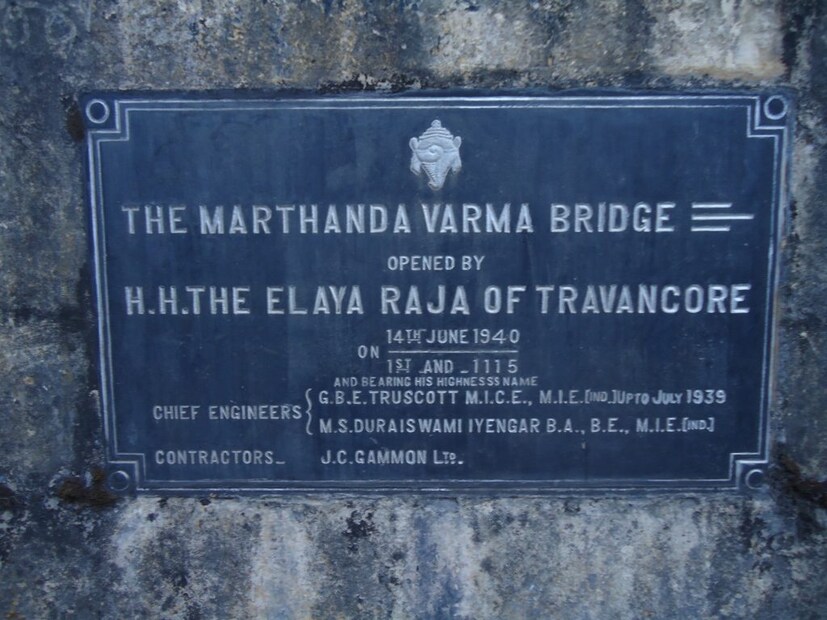 THE MARTHANDA VARMA BRIDGE
OPENED BY
H.H.THE ELAYA RAJA OF TRAVANCORE
ON 14TH JUNE 1940
1ST AND 1115
AND BEARING HIS HIGHNESSS NAME
CHIEF ENGINEERS { G.B.E.TRUSCOTT M.I.C.E., M.I.E.[IND.] UPTO JULY 1939
M.S.DURAISWAMI IYENGAR B.A., B.E., M.I.E.[IND.]
CONTRACTORS_ J.C.GAMMON LTD.